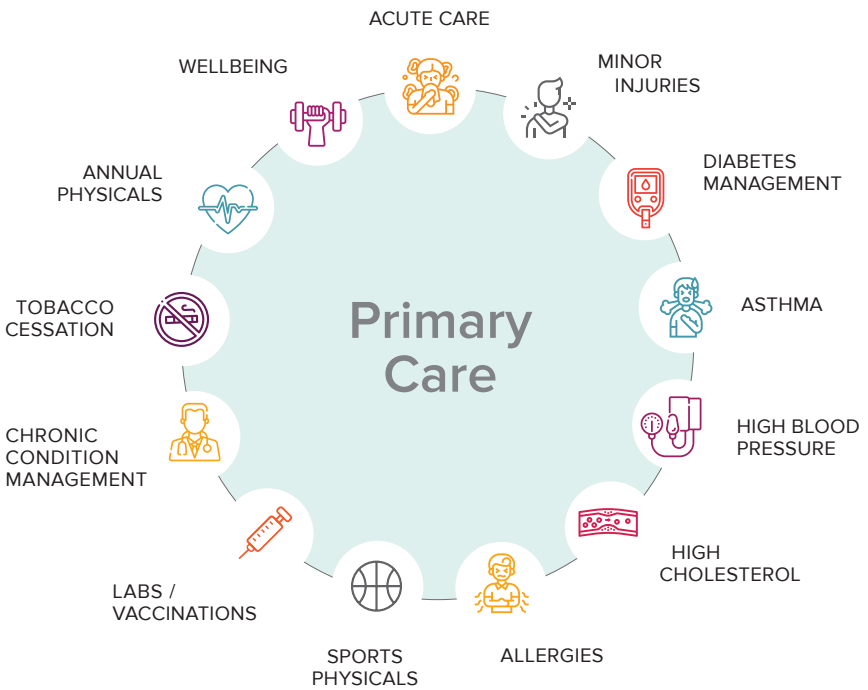 ACUTE CARE
MINOR
INJURIES
DIABETES
MANAGEMENT
ASTHMA
HIGH BLOOD
PRESSURE
HIGH
CHOLESTEROL
ALLERGIES
SPORTS
PHYSICALS
LABS /
VACCINATIONS
CHRONIC
CONDITION
MANAGEMENT
TOBACCO
CESSATION
ANNUAL
PHYSICALS
WELLBEING
Primary
Care